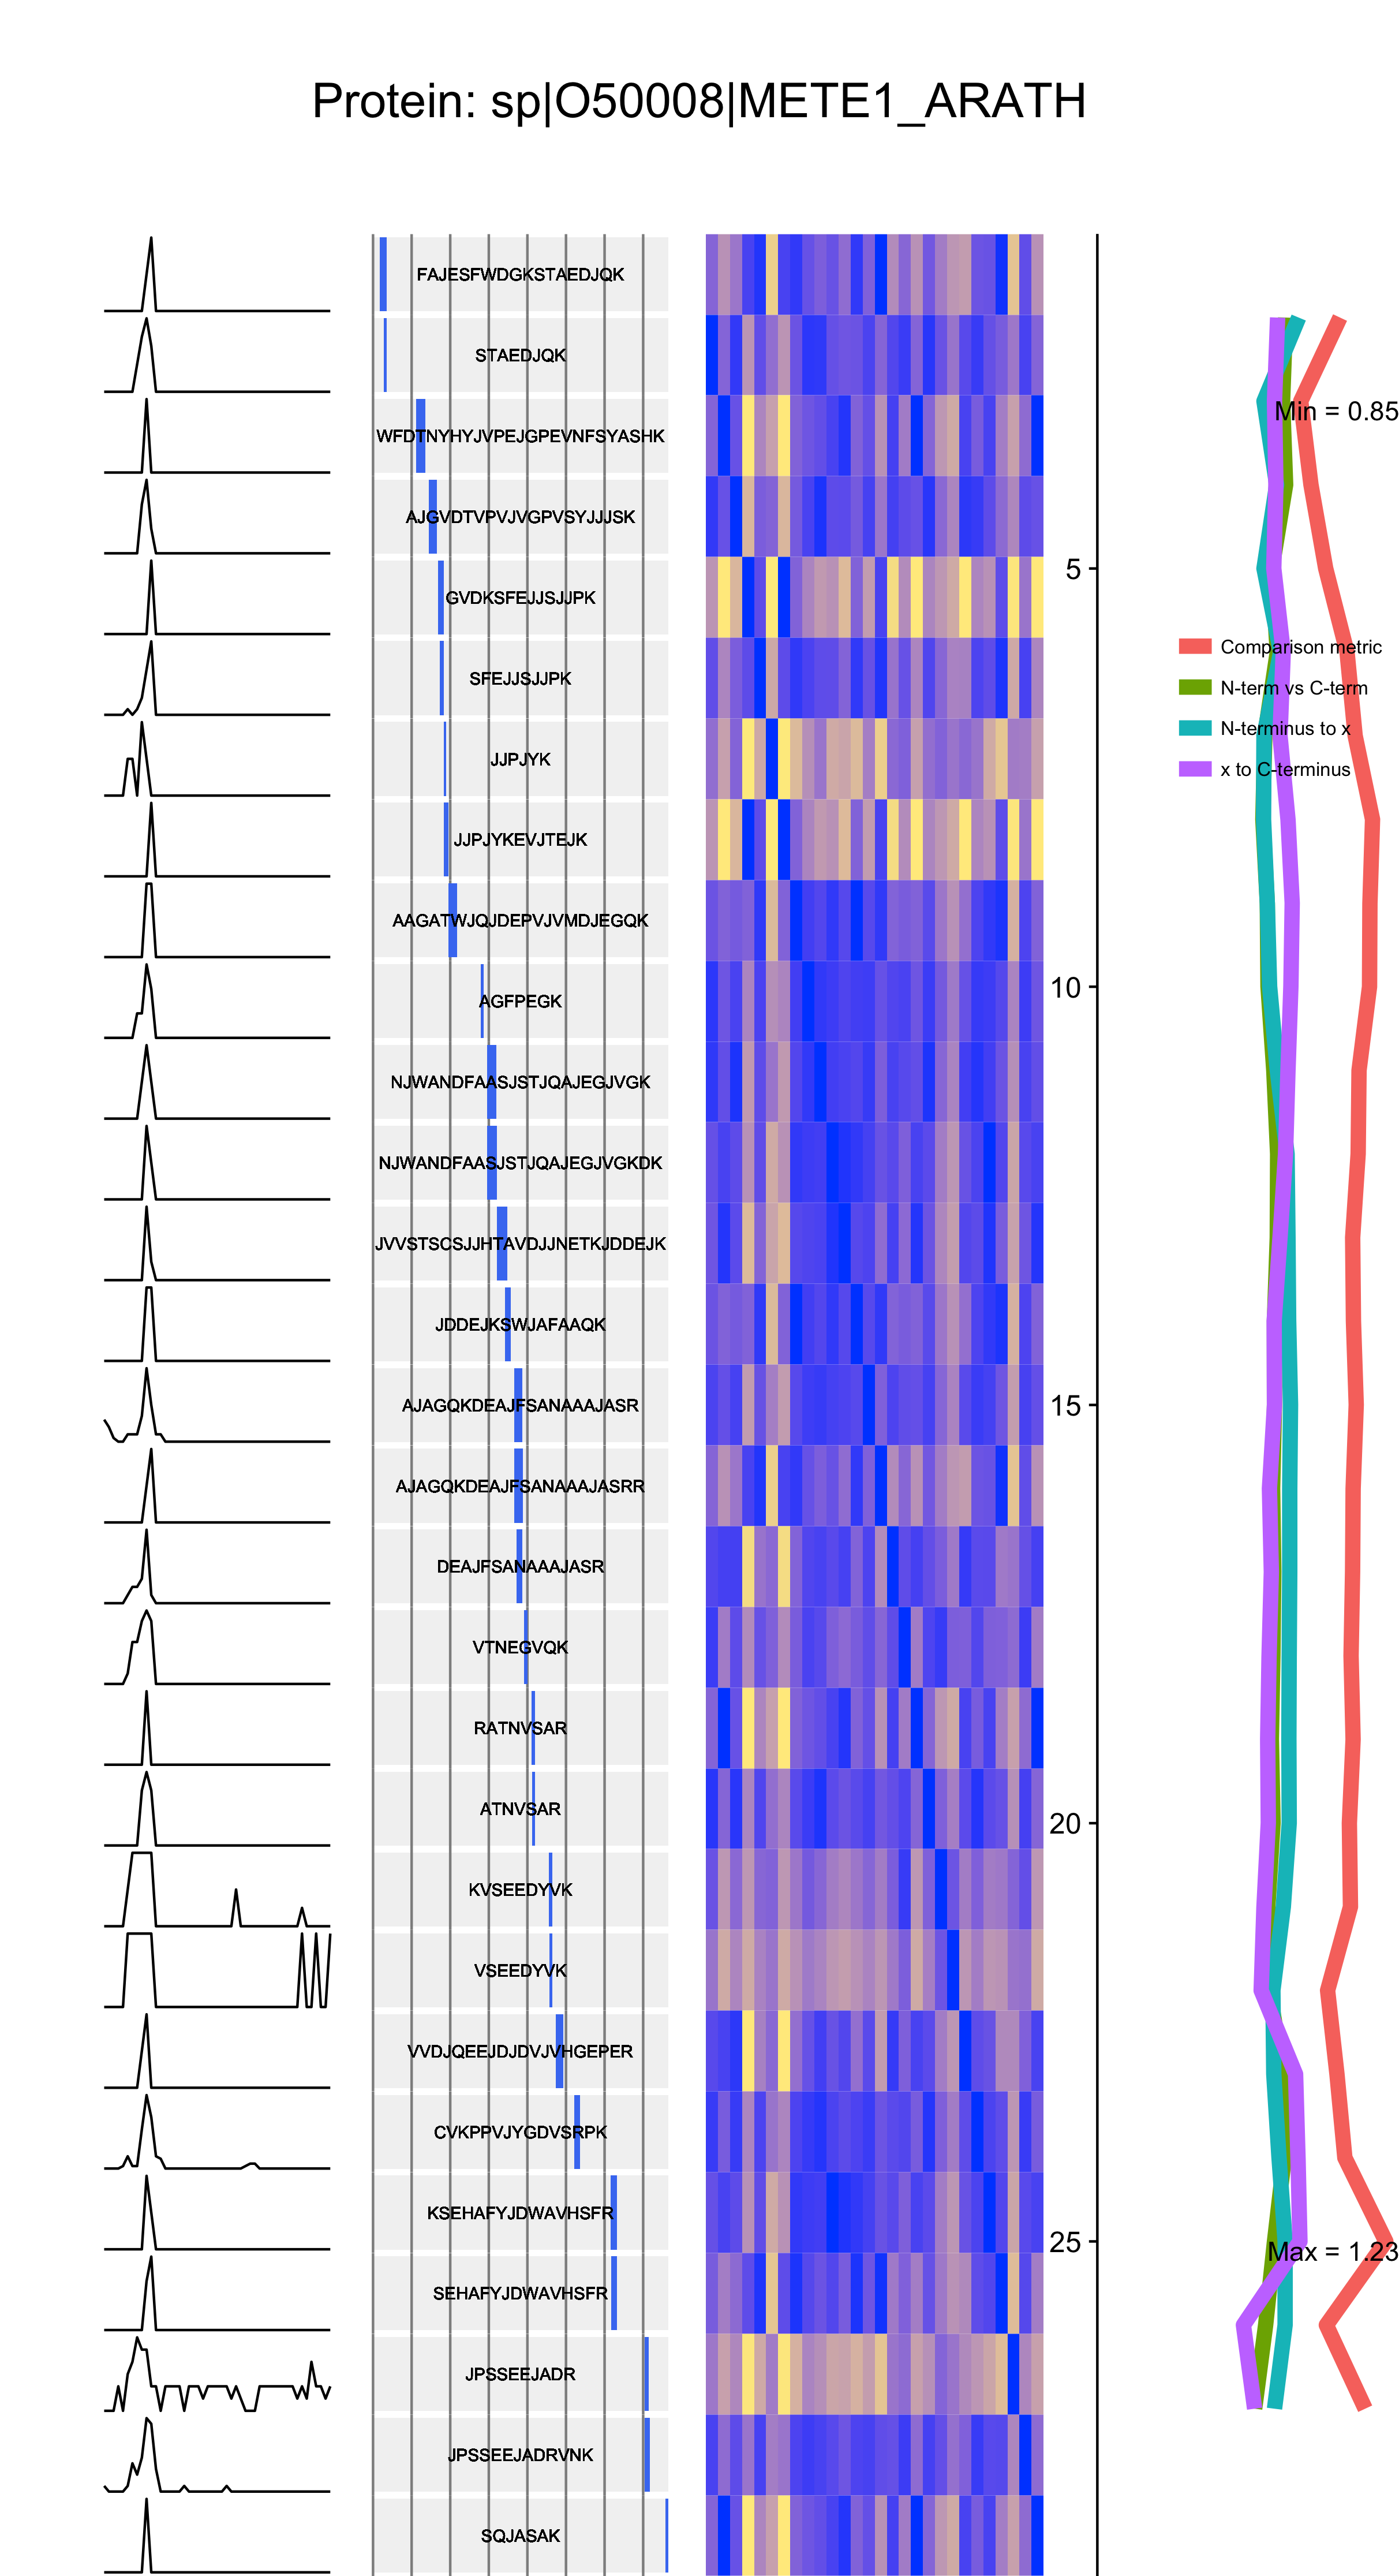 Protein: sp|O50008|METE1_ARATH
FAJESFWDGKSTAEDJQK
STAEDJQK
Min = 0.85
WFDTNYHYJVPEJGPEVNFSYASHK
AJGVDTVPVJVGPVSYJJJSK
5
GVDKSFEJJSJJPK
Comparison metric
SFEJJSJJPK
N-term vs C-term
N-terminus to x
JJPJYK
x to C-terminus
JJPJYKEVJTEJK
AAGATWJQJDEPVJVMDJEGQK
10
AGFPEGK
NJWANDFAASJSTJQAJEGJVGK
NJWANDFAASJSTJQAJEGJVGKDK
JVVSTSCSJJHTAVDJJNETKJDDEJK
JDDEJKSWJAFAAQK
15
AJAGQKDEAJFSANAAAJASR
AJAGQKDEAJFSANAAAJASRR
DEAJFSANAAAJASR
VTNEGVQK
RATNVSAR
ATNVSAR
20
KVSEEDYVK
VSEEDYVK
VVDJQEEJDJDVJVHGEPER
CVKPPVJYGDVSRPK
KSEHAFYJDWAVHSFR
25
Max = 1.23
SEHAFYJDWAVHSFR
JPSSEEJADR
JPSSEEJADRVNK
SQJASAK